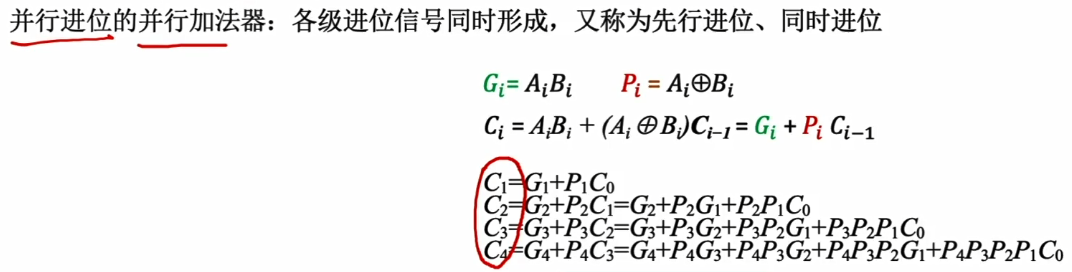 并行进位的并行加法器：各级进位信号同时形成，又称为先行进位、同时进位
Gᵢ= AᵢBᵢ Pᵢ = Aᵢ⊕Bᵢ
Cᵢ = AᵢBᵢ + (Aᵢ⊕Bᵢ)Cᵢ₋₁= Gᵢ + Pᵢ Cᵢ₋₁
C₁=G₁+P₁C₀
C₂=G₂+P₂C₁=G₂+P₂G₁+P₂P₁C₀
C₃=G₃+P₃C₂=G₃+P₃G₂+P₃P₂G₁+P₃P₂P₁C₀
C₄=G₄+P₄C₃=G₄+P₄G₃+P₄P₃G₂+P₄P₃P₂G₁+P₄P₃P₂P₁C₀